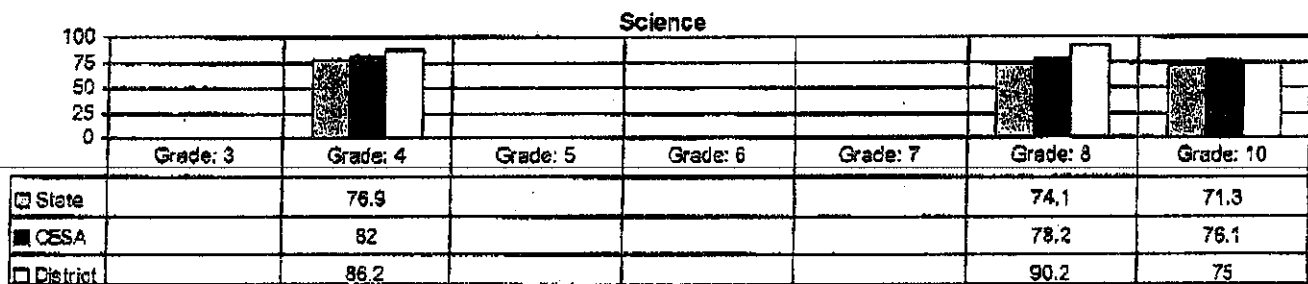 Science
100
75
50
25
0
Grade: 3 Grade: 4 Grade: 5 Grade: 6 Grade: 7 Grade: 8 Grade: 10
State 76.9 74.1 71.3
CESA 82 78.2 76.1
District 86.2 90.2 75